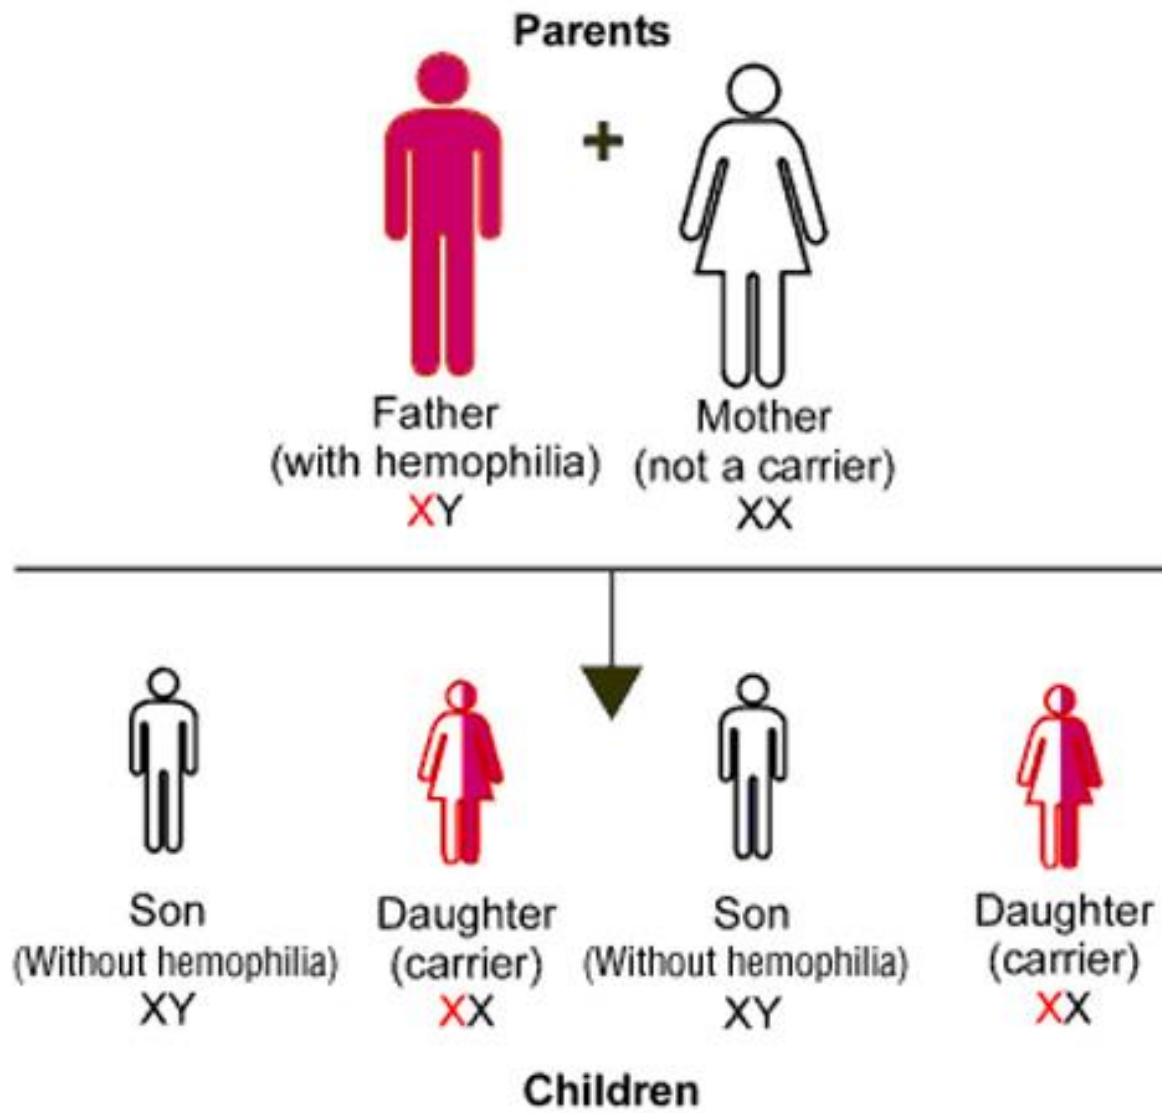 Parents
+
Father
(with hemophilia)
XY
Mother
(not a carrier)
XX
Son
(Without hemophilia)
XY
Daughter
(carrier)
XX
Son
(Without hemophilia)
XY
Daughter
(carrier)
XX
Children